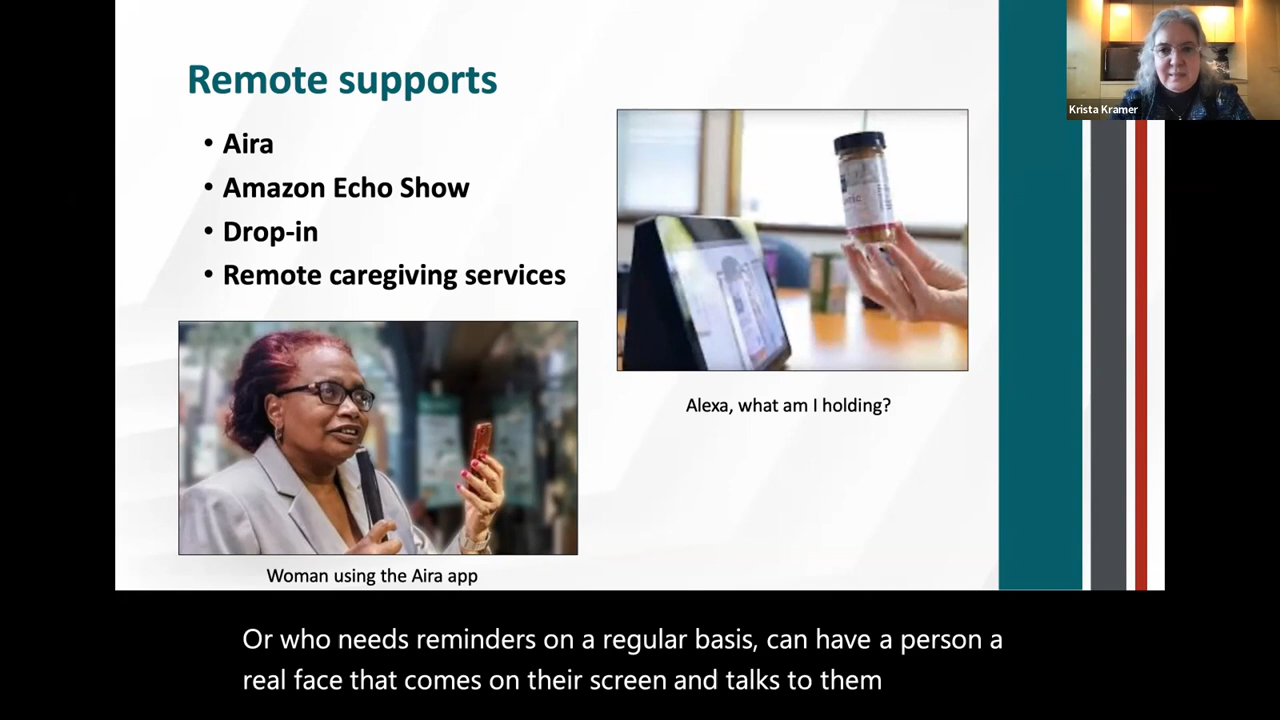 Remote supports
• Aira
• Amazon Echo Show
• Drop-in
• Remote caregiving services
Krista Kramer
Alexa, what am I holding?
Woman using the Aira app
Or who needs reminders on a regular basis, can have a person a
real face that comes on their screen and talks to them